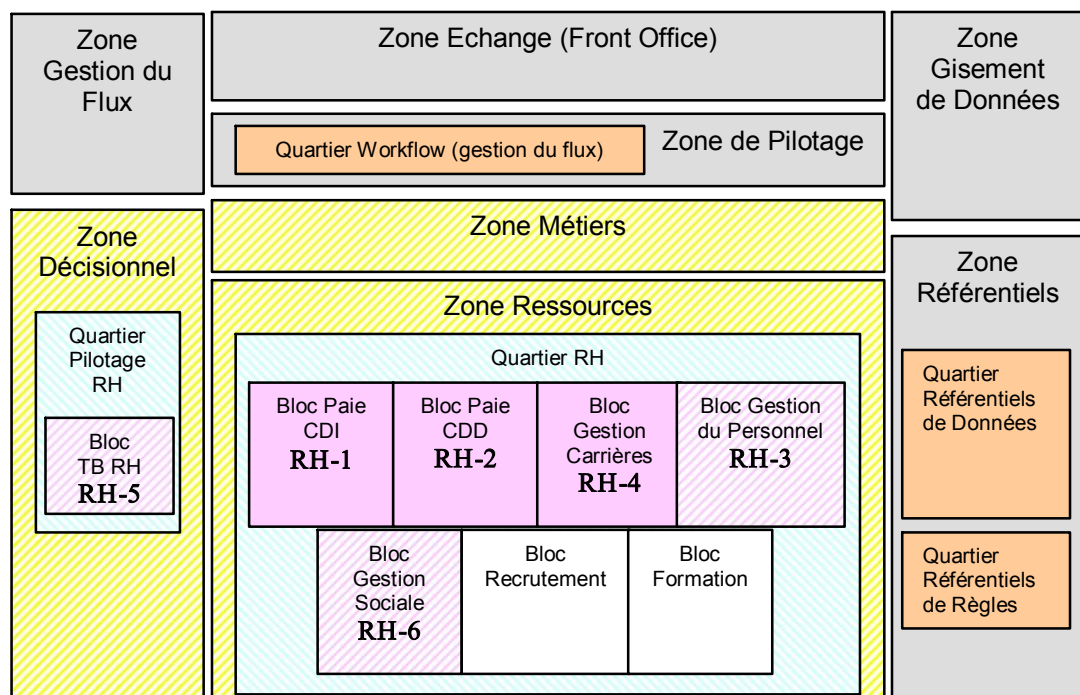 Zone
Gestion du
Flux
Zone Echange (Front Office)
Zone
Gisement
de Données
Quartier Workflow (gestion du flux)
Zone de Pilotage
Zone
Décisionnel
Zone Métiers
Zone
Référentiels
Zone Ressources
Quartier
Pilotage
RH
Bloc
TB RH
RH-5
Quartier RH
Bloc Paie
CDI
RH-1
Bloc Paie
CDD
RH-2
Bloc
Gestion
Carrières
RH-4
Bloc Gestion
du Personnel
RH-3
Bloc
Gestion
Sociale
RH-6
Bloc
Recrutement
Bloc
Formation
Quartier
Référentiels
de Données
Quartier
Référentiels
de Règles